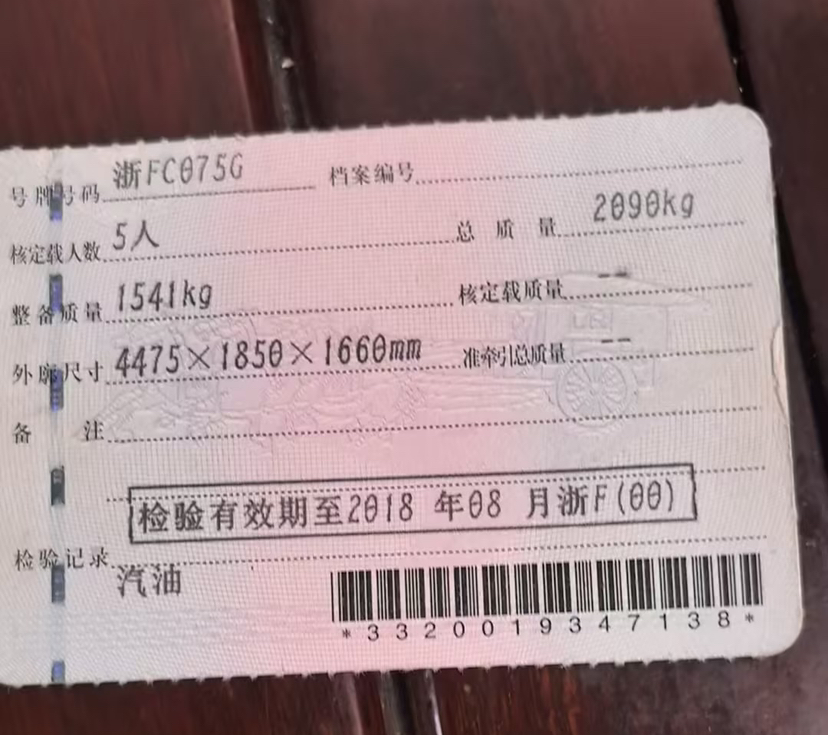 号牌号码 浙FC075G 档案编号
核定载人数 5人 总质量 2090kg
整备质量 1541kg 核定载质量 --
外廓尺寸 4475×1850×1660mm 准牵引总质量 --
备注
检验有效期至2018 年08 月浙F(00)
检验记录
汽油
*3320019347138*